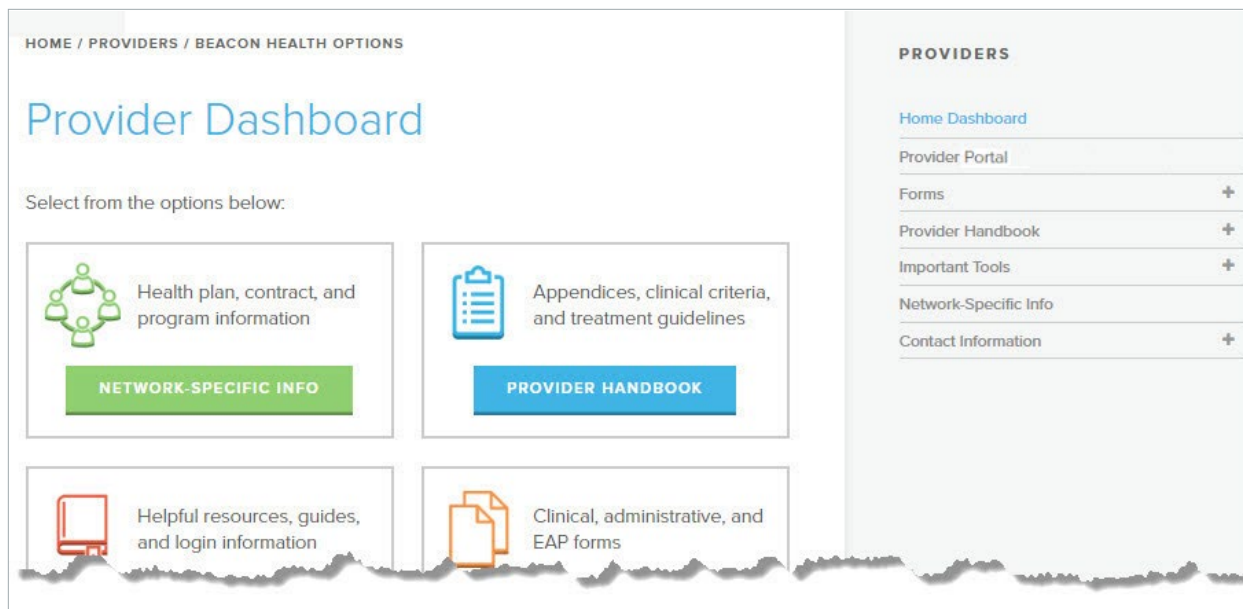 HOME / PROVIDERS / BEACON HEALTH OPTIONS
Provider Dashboard
Select from the options below:
Health plan, contract, and
program information
NETWORK-SPECIFIC INFO
Appendices, clinical criteria,
and treatment guidelines
PROVIDER HANDBOOK
Helpful resources, guides,
and login information
Clinical, administrative, and
EAP forms
PROVIDERS
Home Dashboard
Provider Portal
Forms +
Provider Handbook +
Important Tools +
Network-Specific Info
Contact Information +